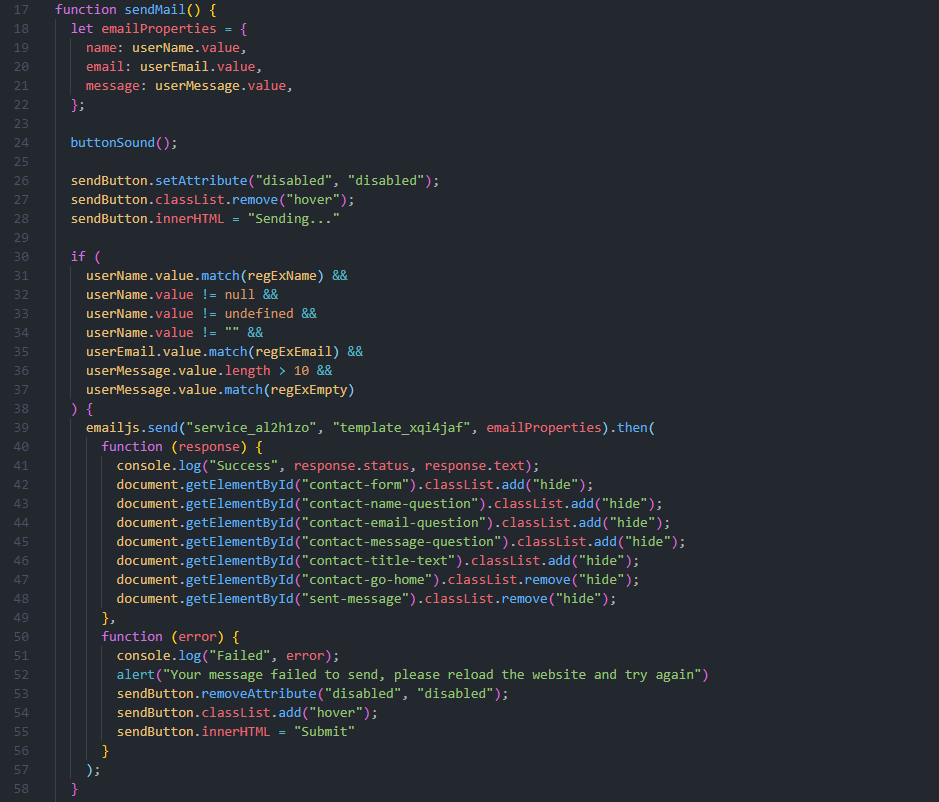 17 function sendMail() {
18 let emailProperties = {
19 name: userName.value,
20 email: userEmail.value,
21 message: userMessage.value,
22 };
23
24 buttonSound();
25
26 sendButton.setAttribute("disabled", "disabled");
27 sendButton.classList.remove("hover");
28 sendButton.innerHTML = "Sending..."
29
30 if (
31 userName.value.match(regExName) &&
32 userName.value != null &&
33 userName.value != undefined &&
34 userName.value != "" &&
35 userEmail.value.match(regExEmail) &&
36 userMessage.value.length > 10 &&
37 userMessage.value.match(regExEmpty)
38 ) {
39 emailjs.send("service_al2h1zo", "template_xqi4jaf", emailProperties).then(
40 function (response) {
41 console.log("Success", response.status, response.text);
42 document.getElementById("contact-form").classList.add("hide");
43 document.getElementById("contact-name-question").classList.add("hide");
44 document.getElementById("contact-email-question").classList.add("hide");
45 document.getElementById("contact-message-question").classList.add("hide");
46 document.getElementById("contact-title-text").classList.add("hide");
47 document.getElementById("contact-go-home").classList.remove("hide");
48 document.getElementById("sent-message").classList.remove("hide");
49 },
50 function (error) {
51 console.log("Failed", error);
52 alert("Your message failed to send, please reload the website and try again")
53 sendButton.removeAttribute("disabled", "disabled");
54 sendButton.classList.add("hover");
55 sendButton.innerHTML = "Submit"
56 }
57 );
58 }